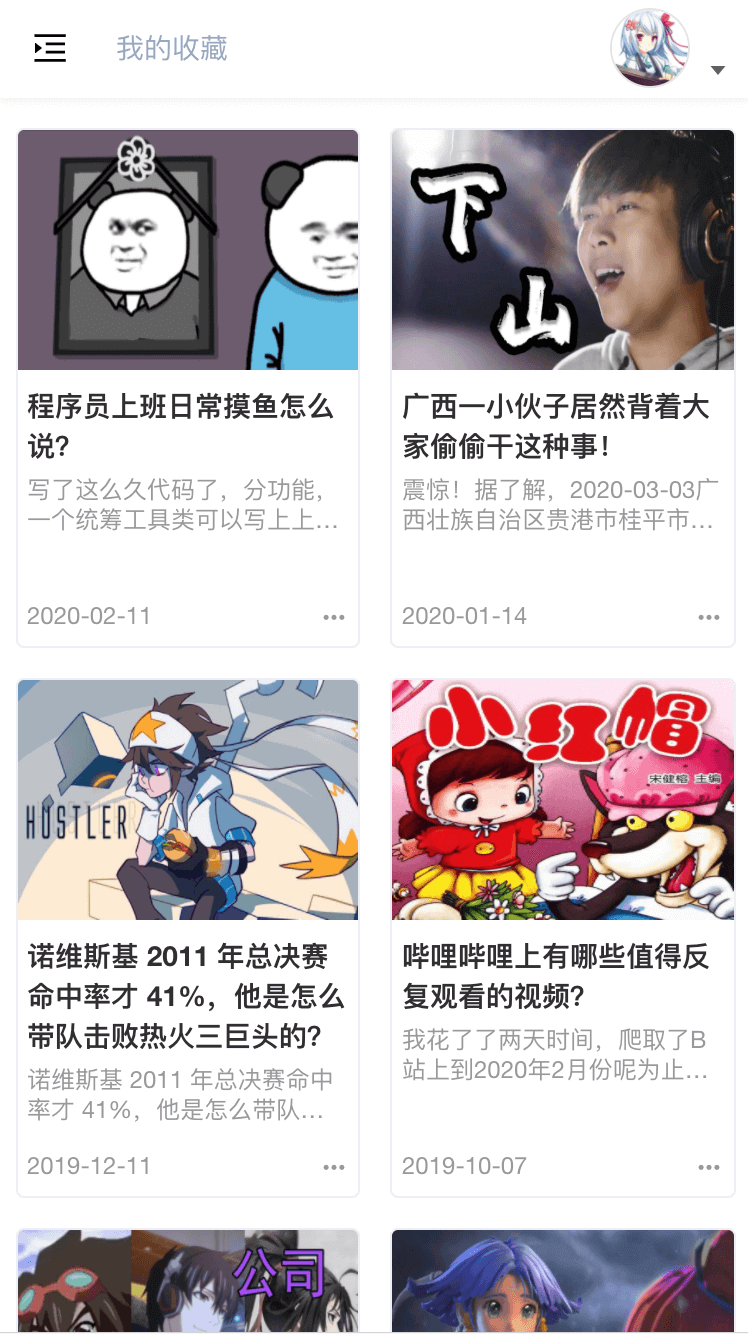 我的收藏
下
山
程序员上班日常摸鱼怎么
说?
写了这么久代码了，分功能，
一个统筹工具类可以写上上...
2020-02-11
广西一小伙子居然背着大
家偷偷干这种事！
震惊！据了解，2020-03-03广
西壮族自治区贵港市桂平市...
2020-01-14
HUSTLER
小红帽
宋健榕 主编
诺维斯基 2011 年总决赛
命中率才 41%，他是怎么
带队击败热火三巨头的?
诺维斯基 2011 年总决赛命中
率才 41%，他是怎么带队...
2019-12-11
哔哩哔哩上有哪些值得反
复观看的视频?
我花了了两天时间，爬取了B
站上到2020年2月份呢为止...
2019-10-07
公司